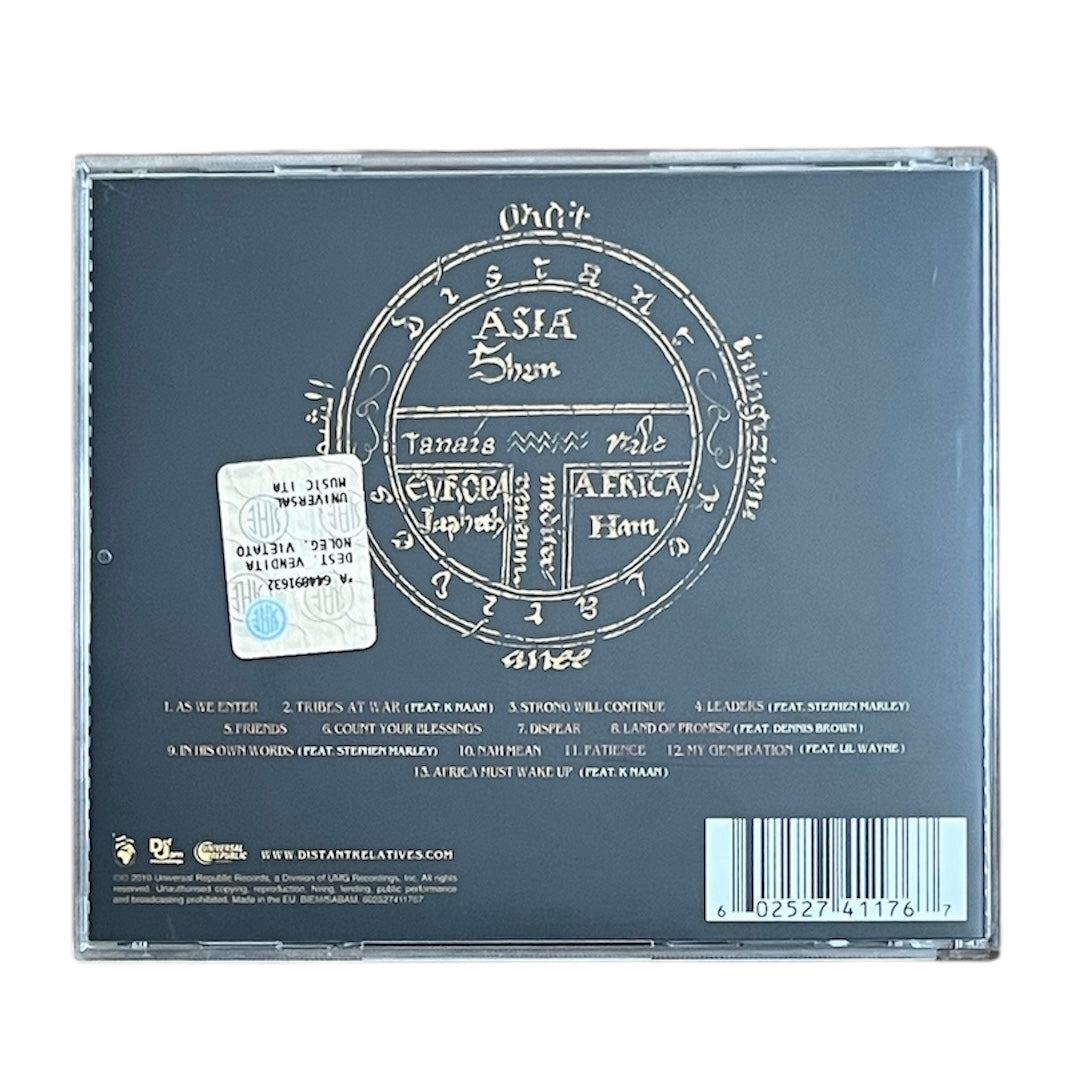 distant Relatives
ASIA
Shem
Tanais
nile
EVROPA
Japheth
AFRICA
Ham
anee
UNIVERSAL
MUSIC ITA
DEST. VENDITA
NOLEG. VIETATO
*A 644891632
1. AS WE ENTER 2. TRIBES AT WAR (FEAT: K NAAN) 3. STRONG WILL CONTINUE 4. LEADERS (FEAT: STEPHEN MARLEY)
5. FRIENDS 6. COUNT YOUR BLESSINGS 7. DISPEAR 8. LAND OF PROMISE (FEAT: DENNIS BROWN)
9. IN HIS OWN WORDS (FEAT: STEPHEN MARLEY) 10. NAH MEAN 11. PATIENCE 12. MY GENERATION (FEAT: LIL WAYNE)
13. AFRICA MUST WAKE UP (FEAT: K NAAN)
Def Jam recordings UNIVERSAL REPUBLIC WWW.DISTANTRELATIVES.COM
℗© 2010 Universal Republic Records, a Division of UMG Recordings, Inc. All rights
reserved. Unauthorised copying, reproduction, hiring, lending, public performance
and broadcasting prohibited. Made in the EU. BIEM/SABAM. 602527411767
6 02527 41176 7